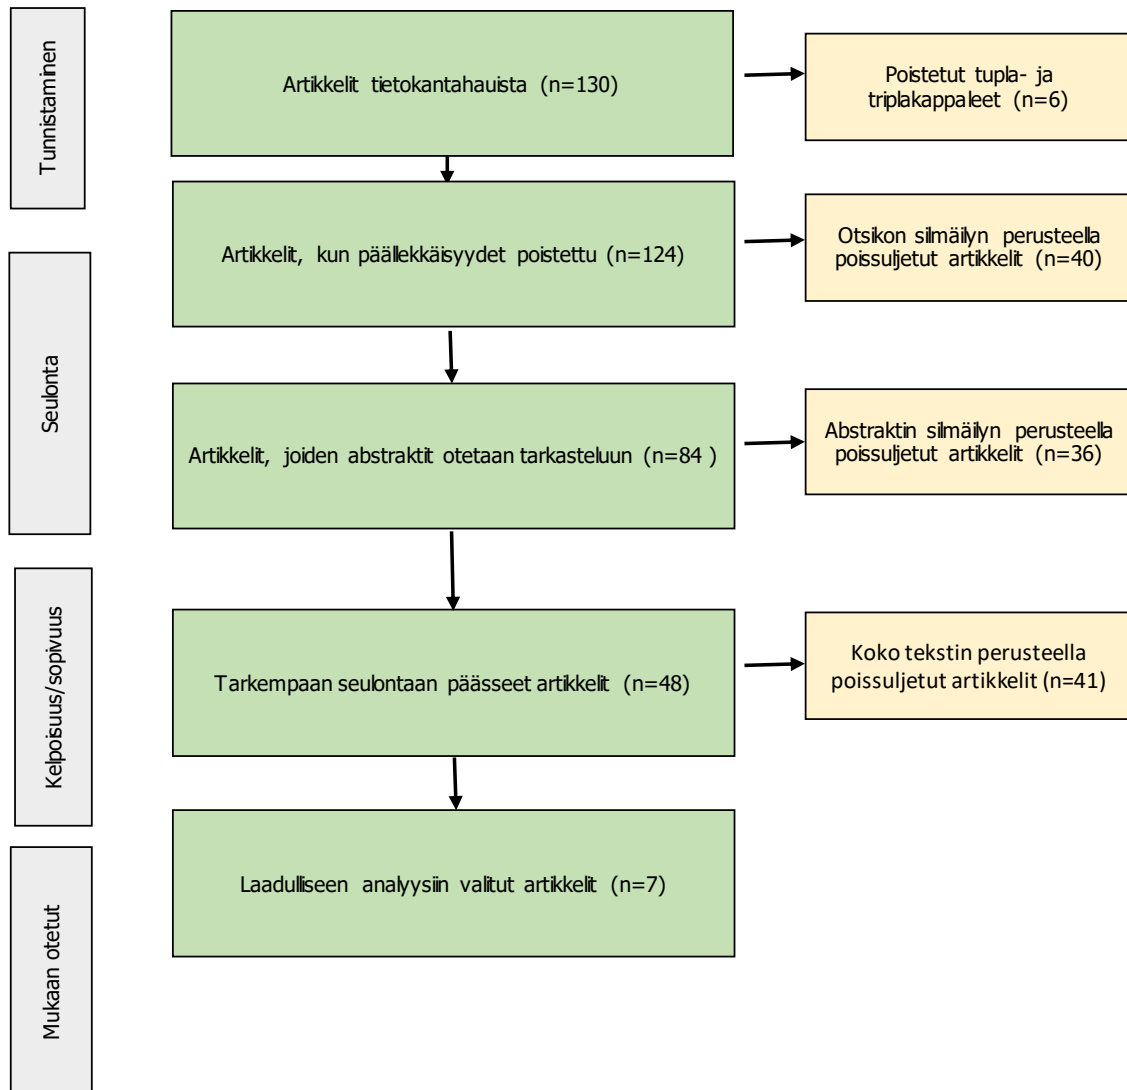 Tunnistaminen
Artikkelit tietokantahauista (n=130)
Poistetut tupla- ja
triplakappaleet (n=6)
Artikkelit, kun päällekkäisyydet poistettu (n=124)
Otsikon silmäilyn perusteella
poissuljetut artikkelit (n=40)
Seulonta
Artikkelit, joiden abstraktit otetaan tarkasteluun (n=84 )
Abstraktin silmäilyn perusteella
poissuljetut artikkelit (n=36)
Kelpoisuus/sopivuus
Tarkempaan seulontaan päässeet artikkelit (n=48)
Koko tekstin perusteella
poissuljetut artikkelit (n=41)
Laadulliseen analyysiin valitut artikkelit (n=7)
Mukaan otetut